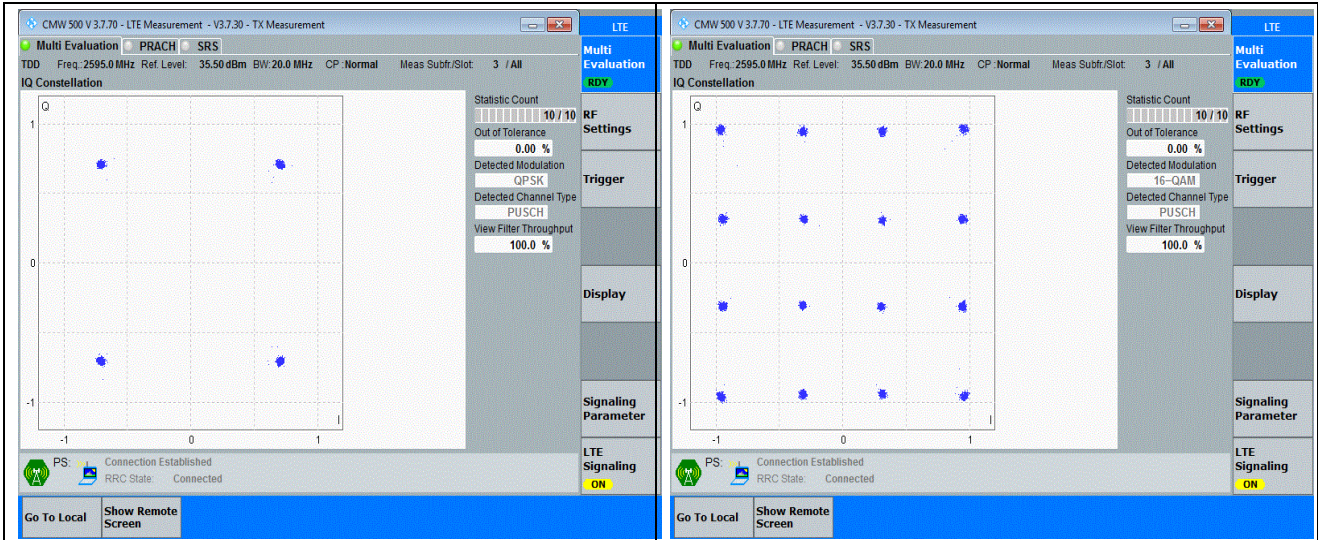 CMW 500 V 3.7.70 - LTE Measurement - V3.7.30 - TX Measurement
LTE
Multi Evaluation PRACH SRS
TDD Freq.:2595.0 MHz Ref. Level: 35.50 dBm BW:20.0 MHz CP :Normal Meas Subfr./Slot: 3 / All
IQ Constellation
Q
1
0
-1
I
-1 0 1
Statistic Count
10 / 10
Out of Tolerance
0.00 %
Detected Modulation
QPSK
Detected Channel Type
PUSCH
View Filter Throughput
100.0 %
Multi
Evaluation
RDY
RF
Settings
Trigger
Display
Signaling
Parameter
LTE
Signaling
ON
PS: Connection Established
RRC State: Connected
Go To Local
Show Remote
Screen
CMW 500 V 3.7.70 - LTE Measurement - V3.7.30 - TX Measurement
LTE
Multi Evaluation PRACH SRS
TDD Freq.:2595.0 MHz Ref. Level: 35.50 dBm BW:20.0 MHz CP :Normal Meas Subfr./Slot: 3 / All
IQ Constellation
Q
1
0
-1
I
-1 0 1
Statistic Count
10 / 10
Out of Tolerance
0.00 %
Detected Modulation
16-QAM
Detected Channel Type
PUSCH
View Filter Throughput
100.0 %
Multi
Evaluation
RDY
RF
Settings
Trigger
Display
Signaling
Parameter
LTE
Signaling
ON
PS: Connection Established
RRC State: Connected
Go To Local
Show Remote
Screen